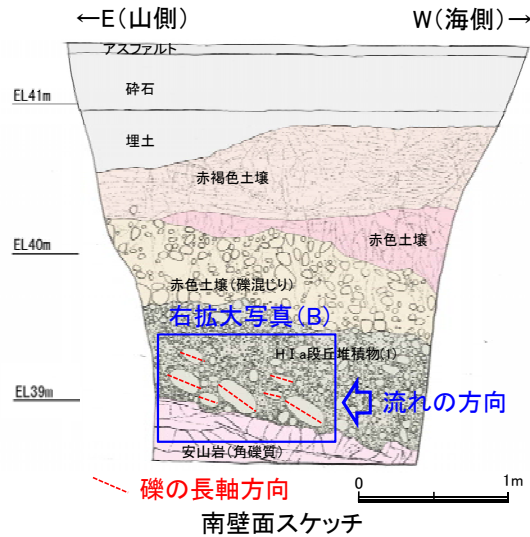 ←E(山側) W(海側)→
アスファルト
砕石
EL41m
埋土
赤褐色土壌
赤色土壌
EL40m
赤色土壌(礫混じり)
右拡大写真(B)
HⅠa段丘堆積物(1)
EL39m
流れの方向
安山岩(角礫質)
礫の長軸方向
0 1m
南壁面スケッチ